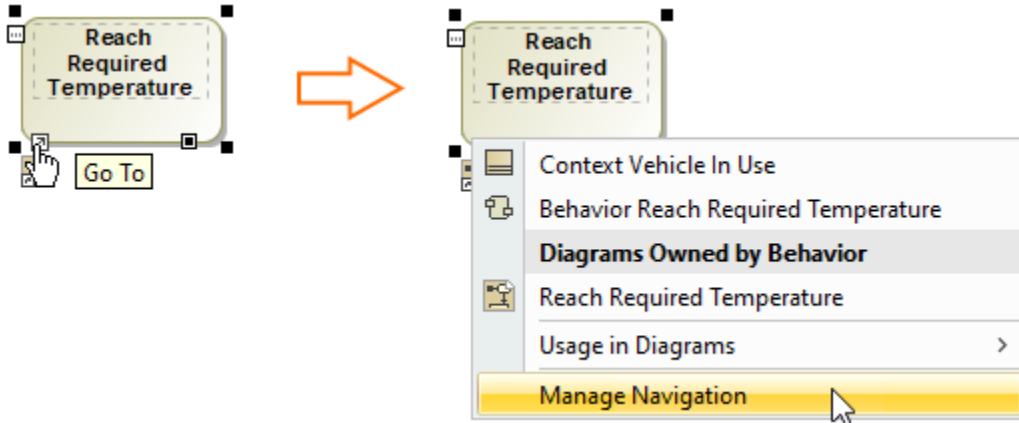 Reach
Required
Temperature
Go To
Reach
Required
Temperature
Context Vehicle In Use
Behavior Reach Required Temperature
Diagrams Owned by Behavior
Reach Required Temperature
Usage in Diagrams
Manage Navigation